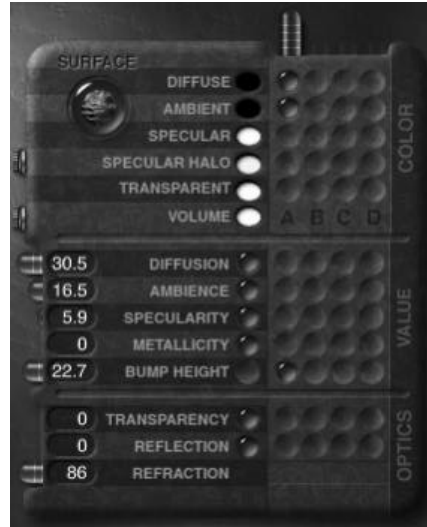 SURFACE
DIFFUSE
AMBIENT
SPECULAR
SPECULAR HALO
TRANSPARENT
VOLUME A B C D
COLOR
30.5 DIFFUSION
16.5 AMBIENCE
5.9 SPECULARITY
0 METALLICITY
22.7 BUMP HEIGHT
VALUE
0 TRANSPARENCY
0 REFLECTION
86 REFRACTION
OPTICS